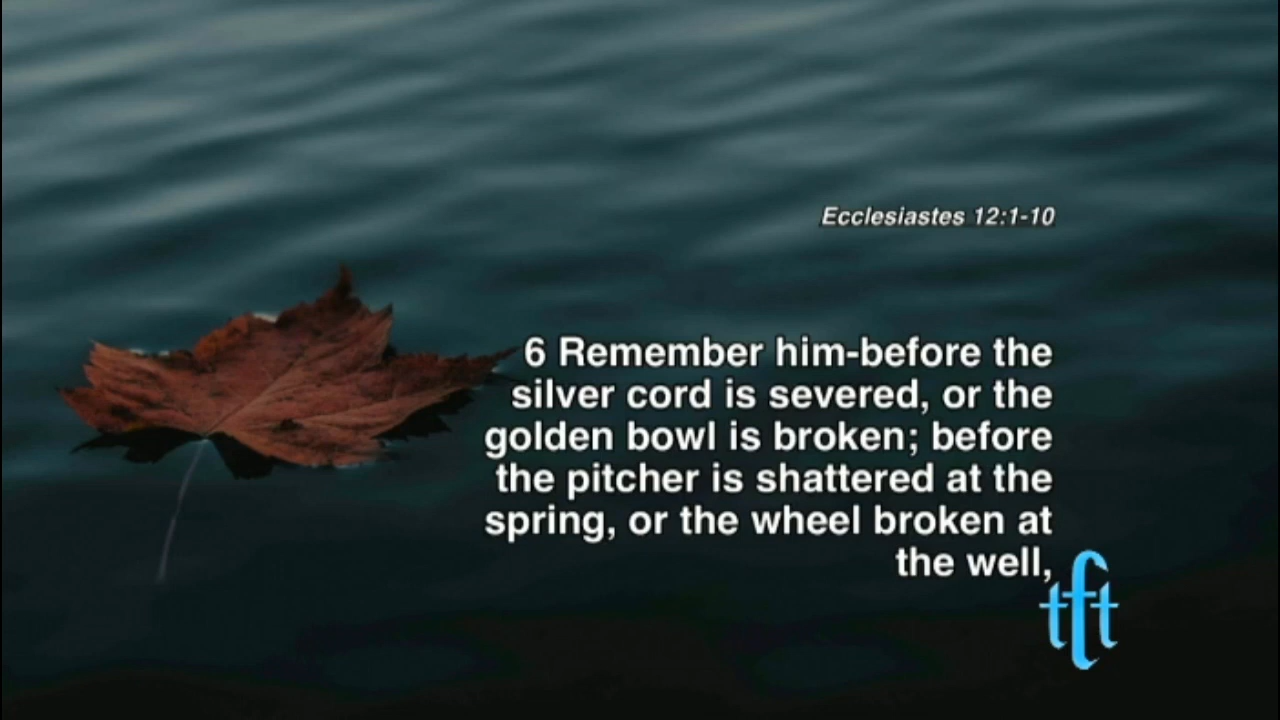 Ecclesiastes 12:1-10
6 Remember him-before the
silver cord is severed, or the
golden bowl is broken; before
the pitcher is shattered at the
spring, or the wheel broken at
the well,
tft